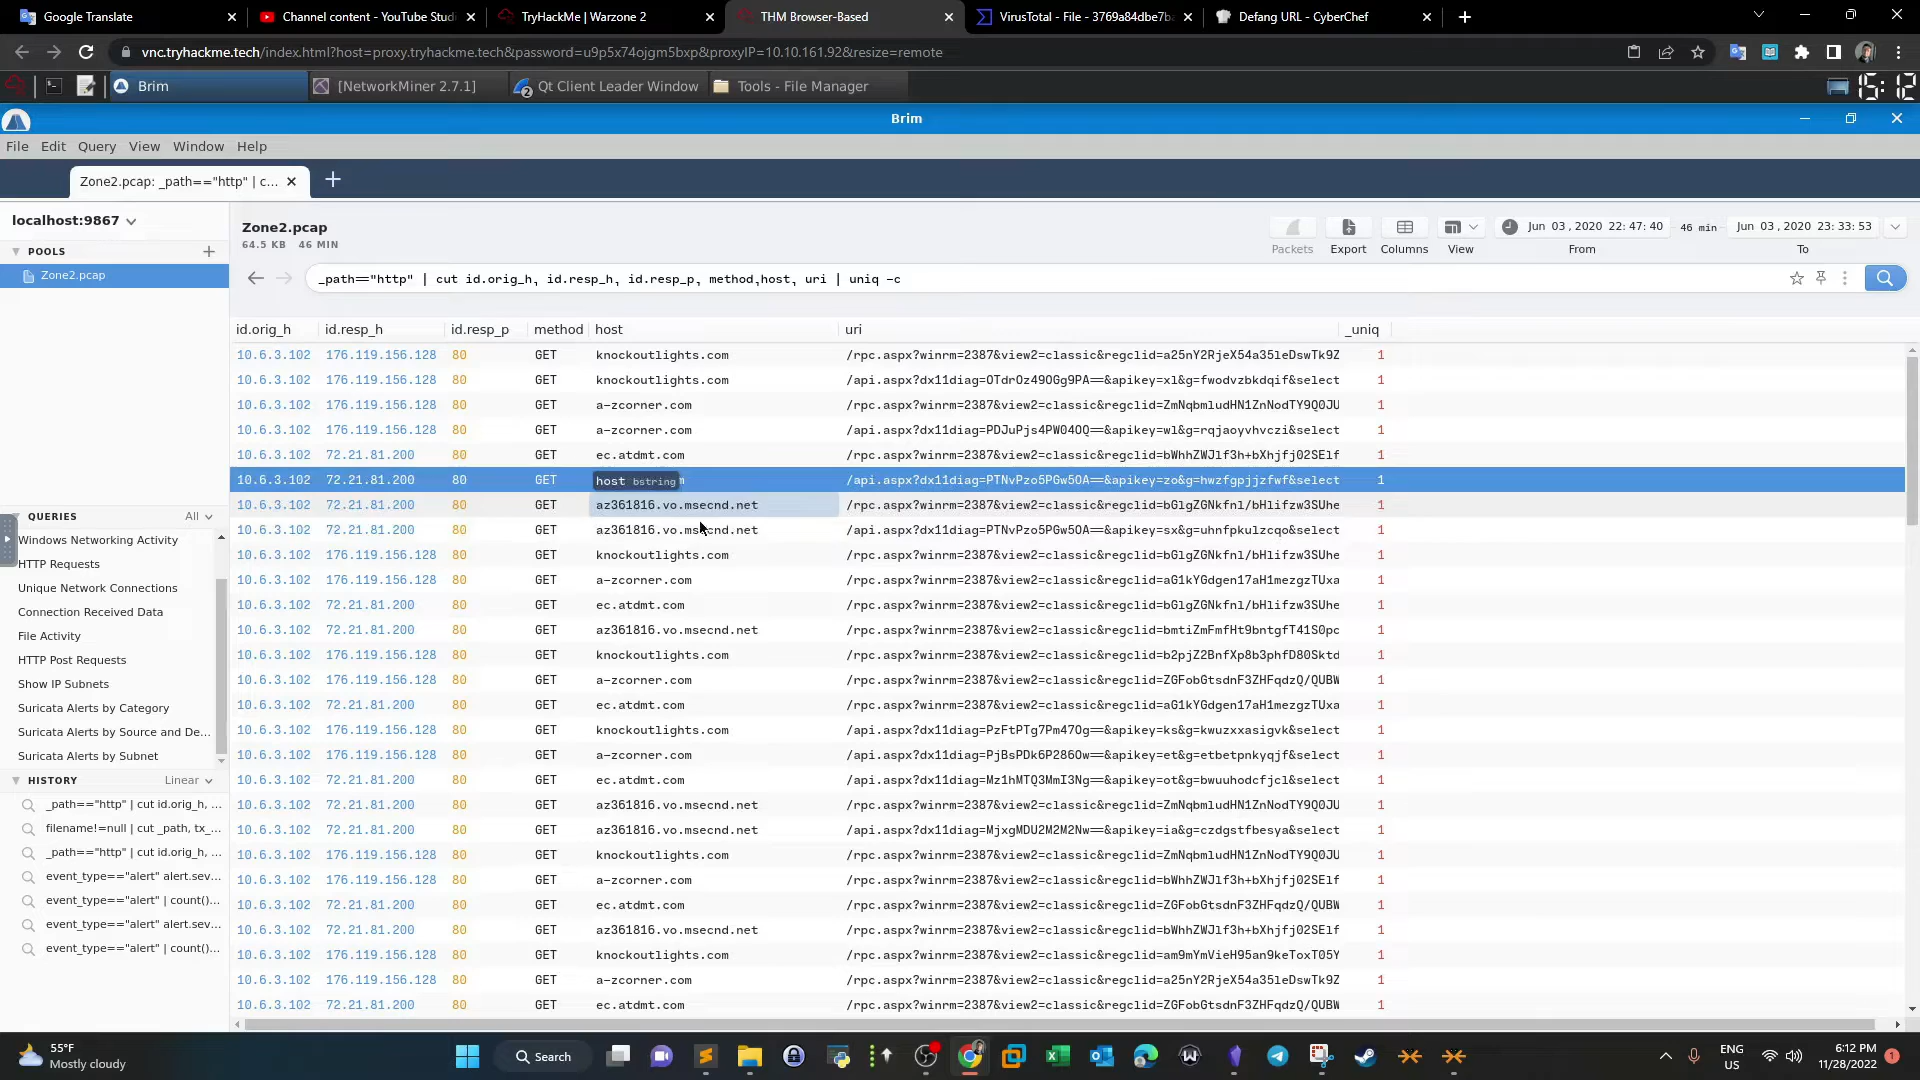 Google Translate
Channel content - YouTube Studi
TryHackMe | Warzone 2
THM Browser-Based
VirusTotal - File - 3769a84dbe7b
Defang URL - CyberChef
vnc.tryhackme.tech/index.html?host=proxy.tryhackme.tech&password=u9p5x74ojgm5bxp&proxyIP=10.10.161.92&resize=remote
Brim
[NetworkMiner 2.7.1]
Qt Client Leader Window
Tools - File Manager
15:12
Brim
File Edit Query View Window Help
Zone2.pcap: _path=="http" | c...
localhost:9867
POOLS
Zone2.pcap
Zone2.pcap
64.5 KB 46 MIN
Packets
Export
Columns
View
Jun 03, 2020 22:47:40
From
46 min
Jun 03, 2020 23:33:53
To
_path=="http" | cut id.orig_h, id.resp_h, id.resp_p, method,host, uri | uniq -c
id.orig_h id.resp_h id.resp_p method host uri _uniq
10.6.3.102 176.119.156.128 80 GET knockoutlights.com /rpc.aspx?winrm=2387&view2=classic&regclid=a25nY2RjeX54a35leDswTk9Z 1
10.6.3.102 176.119.156.128 80 GET knockoutlights.com /api.aspx?dx11diag=OTdrOz49OGg9PA==&apikey=xl&g=fwodvzbkdqif&select 1
10.6.3.102 176.119.156.128 80 GET a-zcorner.com /rpc.aspx?winrm=2387&view2=classic&regclid=ZmNqbmludHN1ZnNodTY9Q0JU 1
10.6.3.102 176.119.156.128 80 GET a-zcorner.com /api.aspx?dx11diag=PDJuPjs4PW04OQ==&apikey=wl&g=rqjaoyvhvczi&select 1
10.6.3.102 72.21.81.200 80 GET ec.atdmt.com /rpc.aspx?winrm=2387&view2=classic&regclid=bWhhZWJlf3h+bXhjfj02SElf 1
10.6.3.102 72.21.81.200 80 GET host bstring /api.aspx?dx11diag=PTNvPzo5PGw5OA==&apikey=zo&g=hwzfgpjjzfwf&select 1
10.6.3.102 72.21.81.200 80 GET az361816.vo.msecnd.net /rpc.aspx?winrm=2387&view2=classic&regclid=bGlgZGNkfnl/bHlifzw3SUhe 1
10.6.3.102 72.21.81.200 80 GET az361816.vo.msecnd.net /api.aspx?dx11diag=PTNvPzo5PGw5OA==&apikey=sx&g=uhnfpkulzcqo&select 1
10.6.3.102 176.119.156.128 80 GET knockoutlights.com /rpc.aspx?winrm=2387&view2=classic&regclid=bGlgZGNkfnl/bHlifzw3SUhe 1
10.6.3.102 176.119.156.128 80 GET a-zcorner.com /rpc.aspx?winrm=2387&view2=classic&regclid=aG1kYGdgen17aH1mezgzTUxa 1
10.6.3.102 72.21.81.200 80 GET ec.atdmt.com /rpc.aspx?winrm=2387&view2=classic&regclid=bGlgZGNkfnl/bHlifzw3SUhe 1
10.6.3.102 72.21.81.200 80 GET az361816.vo.msecnd.net /rpc.aspx?winrm=2387&view2=classic&regclid=bmtiZmFmfHt9bntgfT41S0pc 1
10.6.3.102 176.119.156.128 80 GET knockoutlights.com /rpc.aspx?winrm=2387&view2=classic&regclid=b2pjZ2BnfXp8b3phfD80Sktd 1
10.6.3.102 176.119.156.128 80 GET a-zcorner.com /rpc.aspx?winrm=2387&view2=classic&regclid=ZGFobGtsdnF3ZHFqdzQ/QUBW 1
10.6.3.102 72.21.81.200 80 GET ec.atdmt.com /rpc.aspx?winrm=2387&view2=classic&regclid=aG1kYGdgen17aH1mezgzTUxa 1
10.6.3.102 176.119.156.128 80 GET knockoutlights.com /api.aspx?dx11diag=PzFtPTg7Pm47Og==&apikey=ks&g=kwuzxxasigvk&select 1
10.6.3.102 176.119.156.128 80 GET a-zcorner.com /api.aspx?dx11diag=PjBsPDk6P286Ow==&apikey=et&g=etbetpnkyqjf&select 1
10.6.3.102 72.21.81.200 80 GET ec.atdmt.com /api.aspx?dx11diag=Mz1hMTQ3MmI3Ng==&apikey=ot&g=bwuuhodcfjcl&select 1
10.6.3.102 72.21.81.200 80 GET az361816.vo.msecnd.net /rpc.aspx?winrm=2387&view2=classic&regclid=ZmNqbmludHN1ZnNodTY9Q0JU 1
10.6.3.102 72.21.81.200 80 GET az361816.vo.msecnd.net /api.aspx?dx11diag=MjxgMDU2M2M2Nw==&apikey=ia&g=czdgstfbesya&select 1
10.6.3.102 176.119.156.128 80 GET knockoutlights.com /rpc.aspx?winrm=2387&view2=classic&regclid=ZmNqbmludHN1ZnNodTY9Q0JU 1
10.6.3.102 176.119.156.128 80 GET a-zcorner.com /rpc.aspx?winrm=2387&view2=classic&regclid=bWhhZWJlf3h+bXhjfj02SElf 1
10.6.3.102 72.21.81.200 80 GET ec.atdmt.com /rpc.aspx?winrm=2387&view2=classic&regclid=ZGFobGtsdnF3ZHFqdzQ/QUBW 1
10.6.3.102 72.21.81.200 80 GET az361816.vo.msecnd.net /rpc.aspx?winrm=2387&view2=classic&regclid=bWhhZWJlf3h+bXhjfj02SElf 1
10.6.3.102 176.119.156.128 80 GET knockoutlights.com /rpc.aspx?winrm=2387&view2=classic&regclid=am9mYmVieH95an9keToxT05Y 1
10.6.3.102 176.119.156.128 80 GET a-zcorner.com /rpc.aspx?winrm=2387&view2=classic&regclid=a25nY2RjeX54a35leDswTk9Z 1
10.6.3.102 72.21.81.200 80 GET ec.atdmt.com /rpc.aspx?winrm=2387&view2=classic&regclid=ZGFobGtsdnF3ZHFqdzQ/QUBW 1
QUERIES All
Windows Networking Activity
HTTP Requests
Unique Network Connections
Connection Received Data
File Activity
HTTP Post Requests
Show IP Subnets
Suricata Alerts by Category
Suricata Alerts by Source and De...
Suricata Alerts by Subnet
HISTORY Linear
_path=="http" | cut id.orig_h, ...
filename!=null | cut _path, tx_...
_path=="http" | cut id.orig_h, ...
event_type=="alert" alert.sev...
event_type=="alert" | count()...
event_type=="alert" alert.sev...
event_type=="alert" | count()...
55°F
Mostly cloudy
Search
ENG
US
6:12 PM
11/28/2022
1